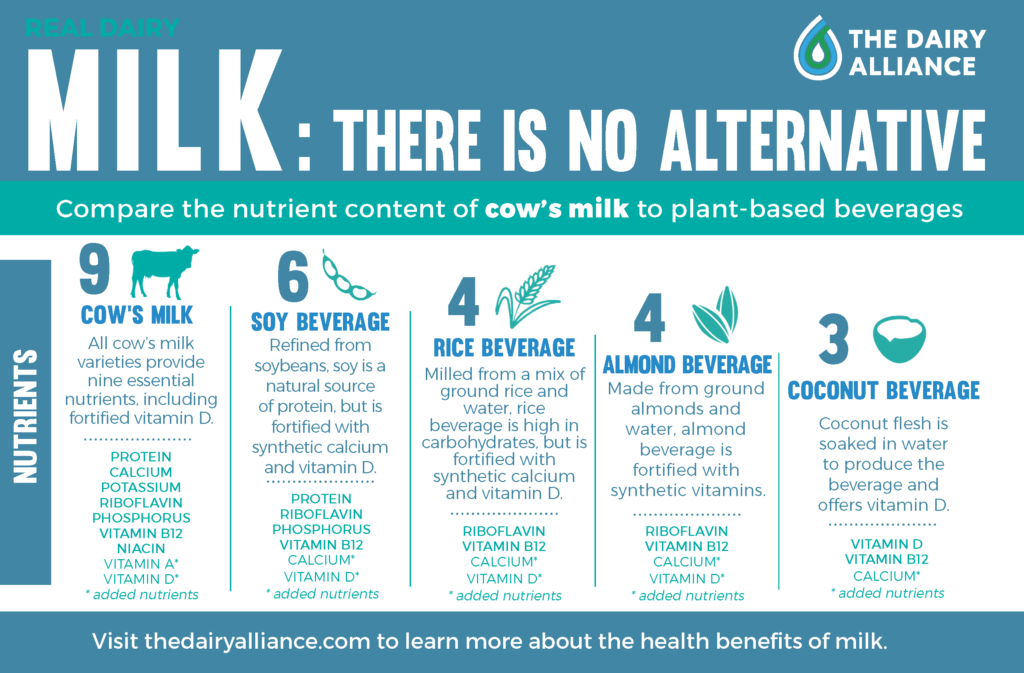 REAL DAIRY
MILK: THERE IS NO ALTERNATIVE
THE DAIRY
ALLIANCE
Compare the nutrient content of cow's milk to plant-based beverages
NUTRIENTS
9
COW'S MILK
All cow's milk
varieties provide
nine essential
nutrients, including
fortified vitamin D.
PROTEIN
CALCIUM
POTASSIUM
RIBOFLAVIN
PHOSPHORUS
VITAMIN B12
NIACIN
VITAMIN A*
VITAMIN D*
* added nutrients
6
SOY BEVERAGE
Refined from
soybeans, soy is a
natural source
of protein, but is
fortified with
synthetic calcium
and vitamin D.
PROTEIN
RIBOFLAVIN
PHOSPHORUS
VITAMIN B12
CALCIUM*
VITAMIN D*
* added nutrients
4
RICE BEVERAGE
Milled from a mix of
ground rice and
water, rice
beverage is high in
carbohydrates, but is
fortified with
synthetic calcium
and vitamin D.
RIBOFLAVIN
VITAMIN B12
CALCIUM*
VITAMIN D*
* added nutrients
4
ALMOND BEVERAGE
Made from ground
almonds and
water, almond
beverage is
fortified with
synthetic vitamins.
RIBOFLAVIN
VITAMIN B12
CALCIUM*
VITAMIN D*
* added nutrients
3
COCONUT BEVERAGE
Coconut flesh is
soaked in water
to produce the
beverage and
offers vitamin D.
VITAMIN D
VITAMIN B12
CALCIUM*
* added nutrients
Visit thedairyalliance.com to learn more about the health benefits of milk.